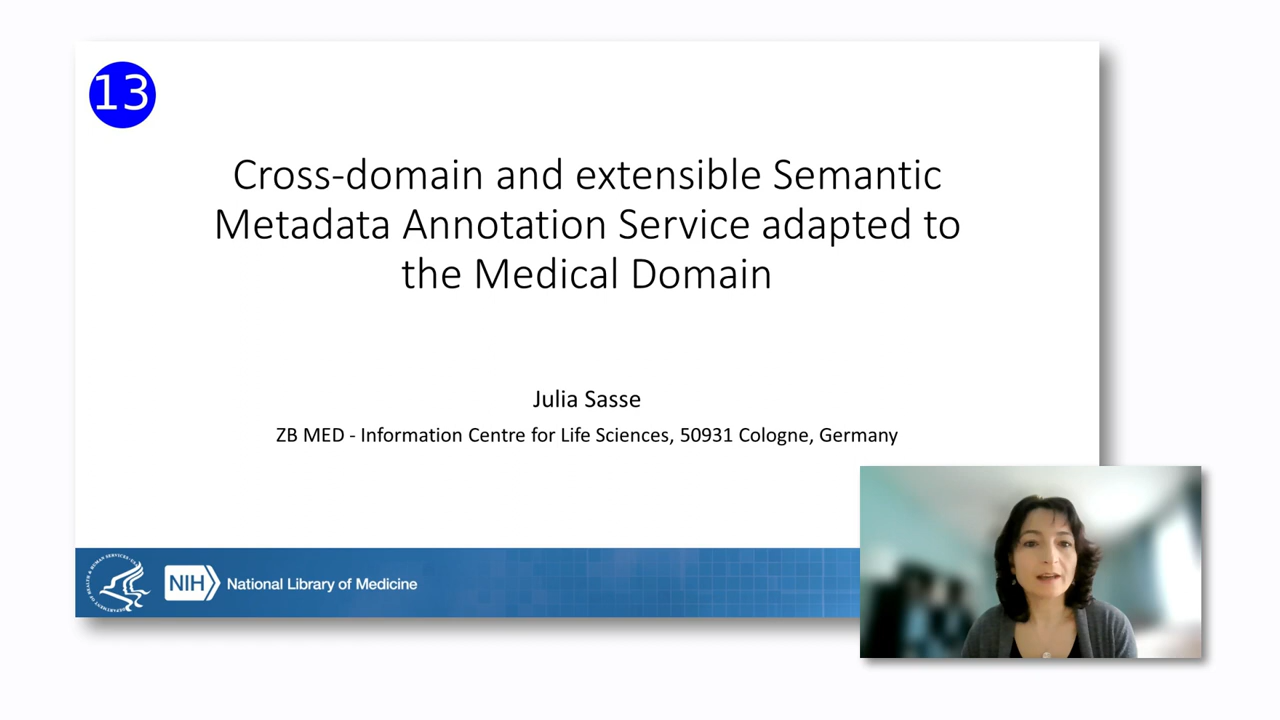 13
Cross-domain and extensible Semantic
Metadata Annotation Service adapted to
the Medical Domain
Julia Sasse
ZB MED - Information Centre for Life Sciences, 50931 Cologne, Germany
NIH National Library of Medicine